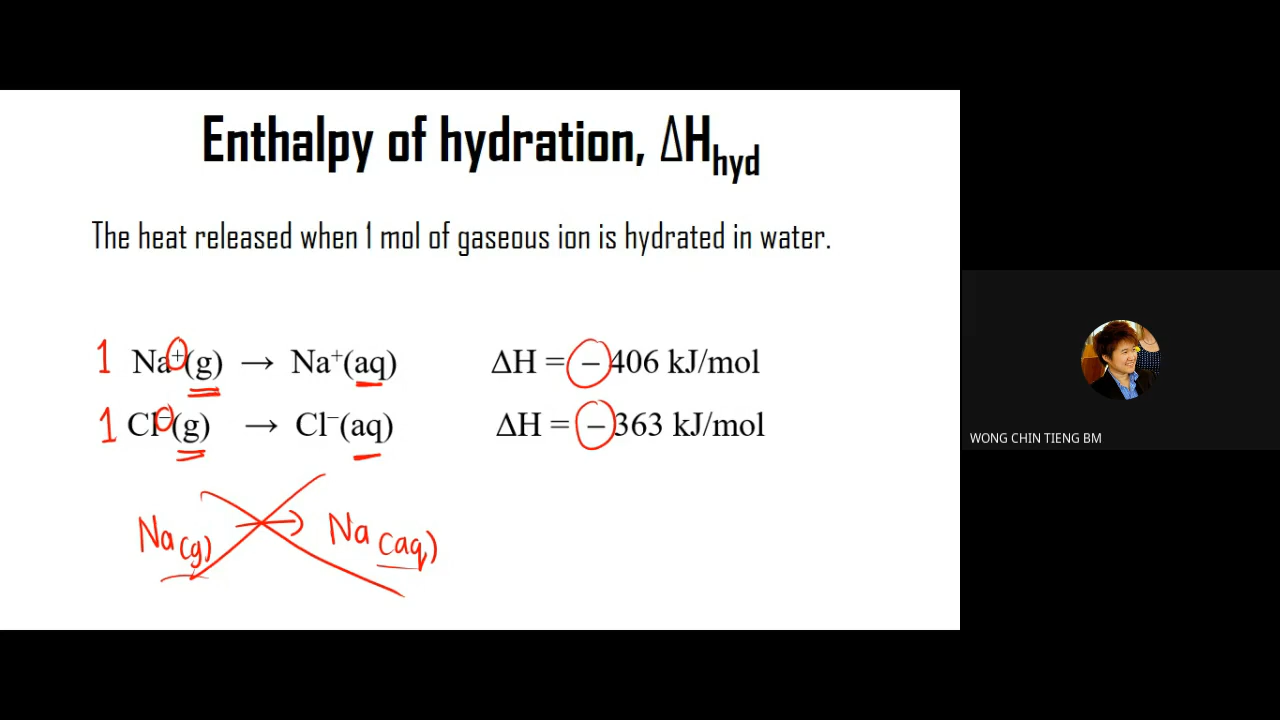 Enthalpy of hydration, ΔHhyd
The heat released when 1 mol of gaseous ion is hydrated in water.
1 Na⁺(g) → Na⁺(aq) ΔH = – 406 kJ/mol
1 Cl⁻(g) → Cl⁻(aq) ΔH = – 363 kJ/mol
Na(g) → Na(aq)
WONG CHIN TIENG BM